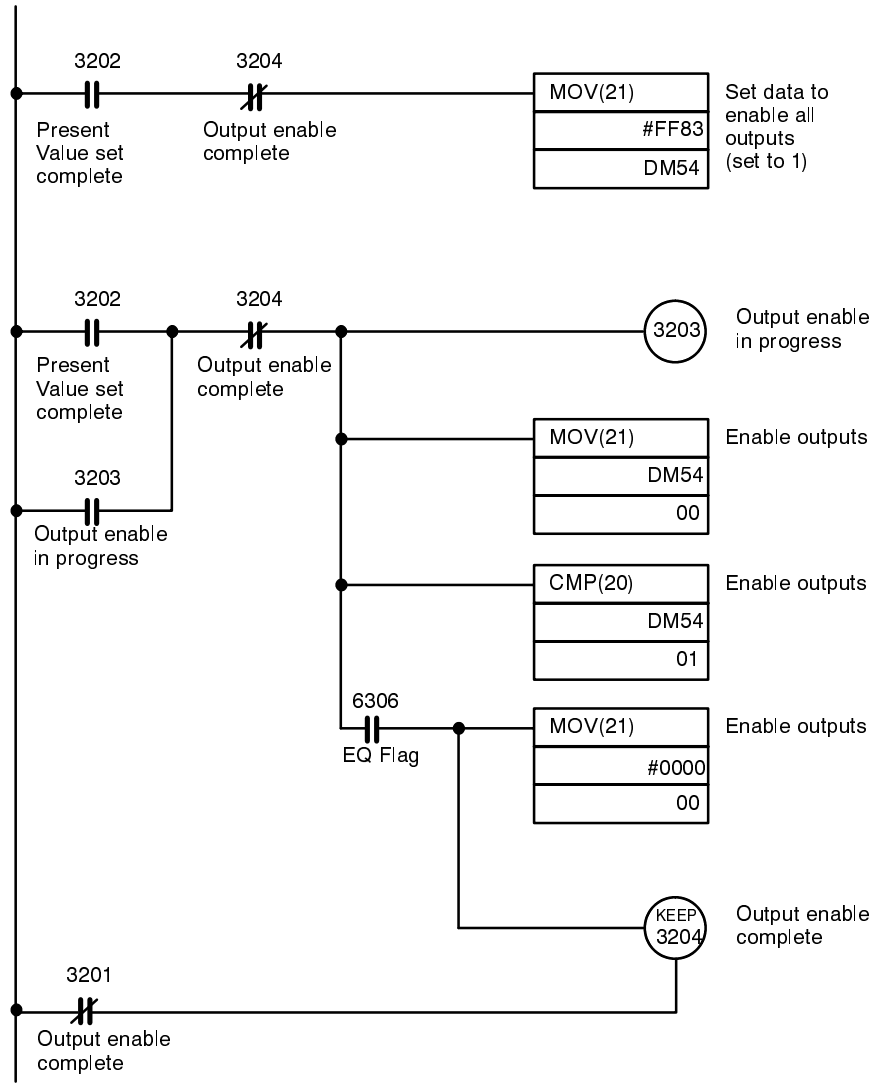 3202
3204
MOV(21)
#FF83
DM54
Set data to
enable all
outputs
(set to 1)
Present
Value set
complete
Output enable
complete
3202
3204
3203
Output enable
in progress
Present
Value set
complete
Output enable
complete
MOV(21)
DM54
00
Enable outputs
3203
Output enable
in progress
CMP(20)
DM54
01
Enable outputs
6306
EQ Flag
MOV(21)
#0000
00
Enable outputs
KEEP
3204
Output enable
complete
3201
Output enable
complete